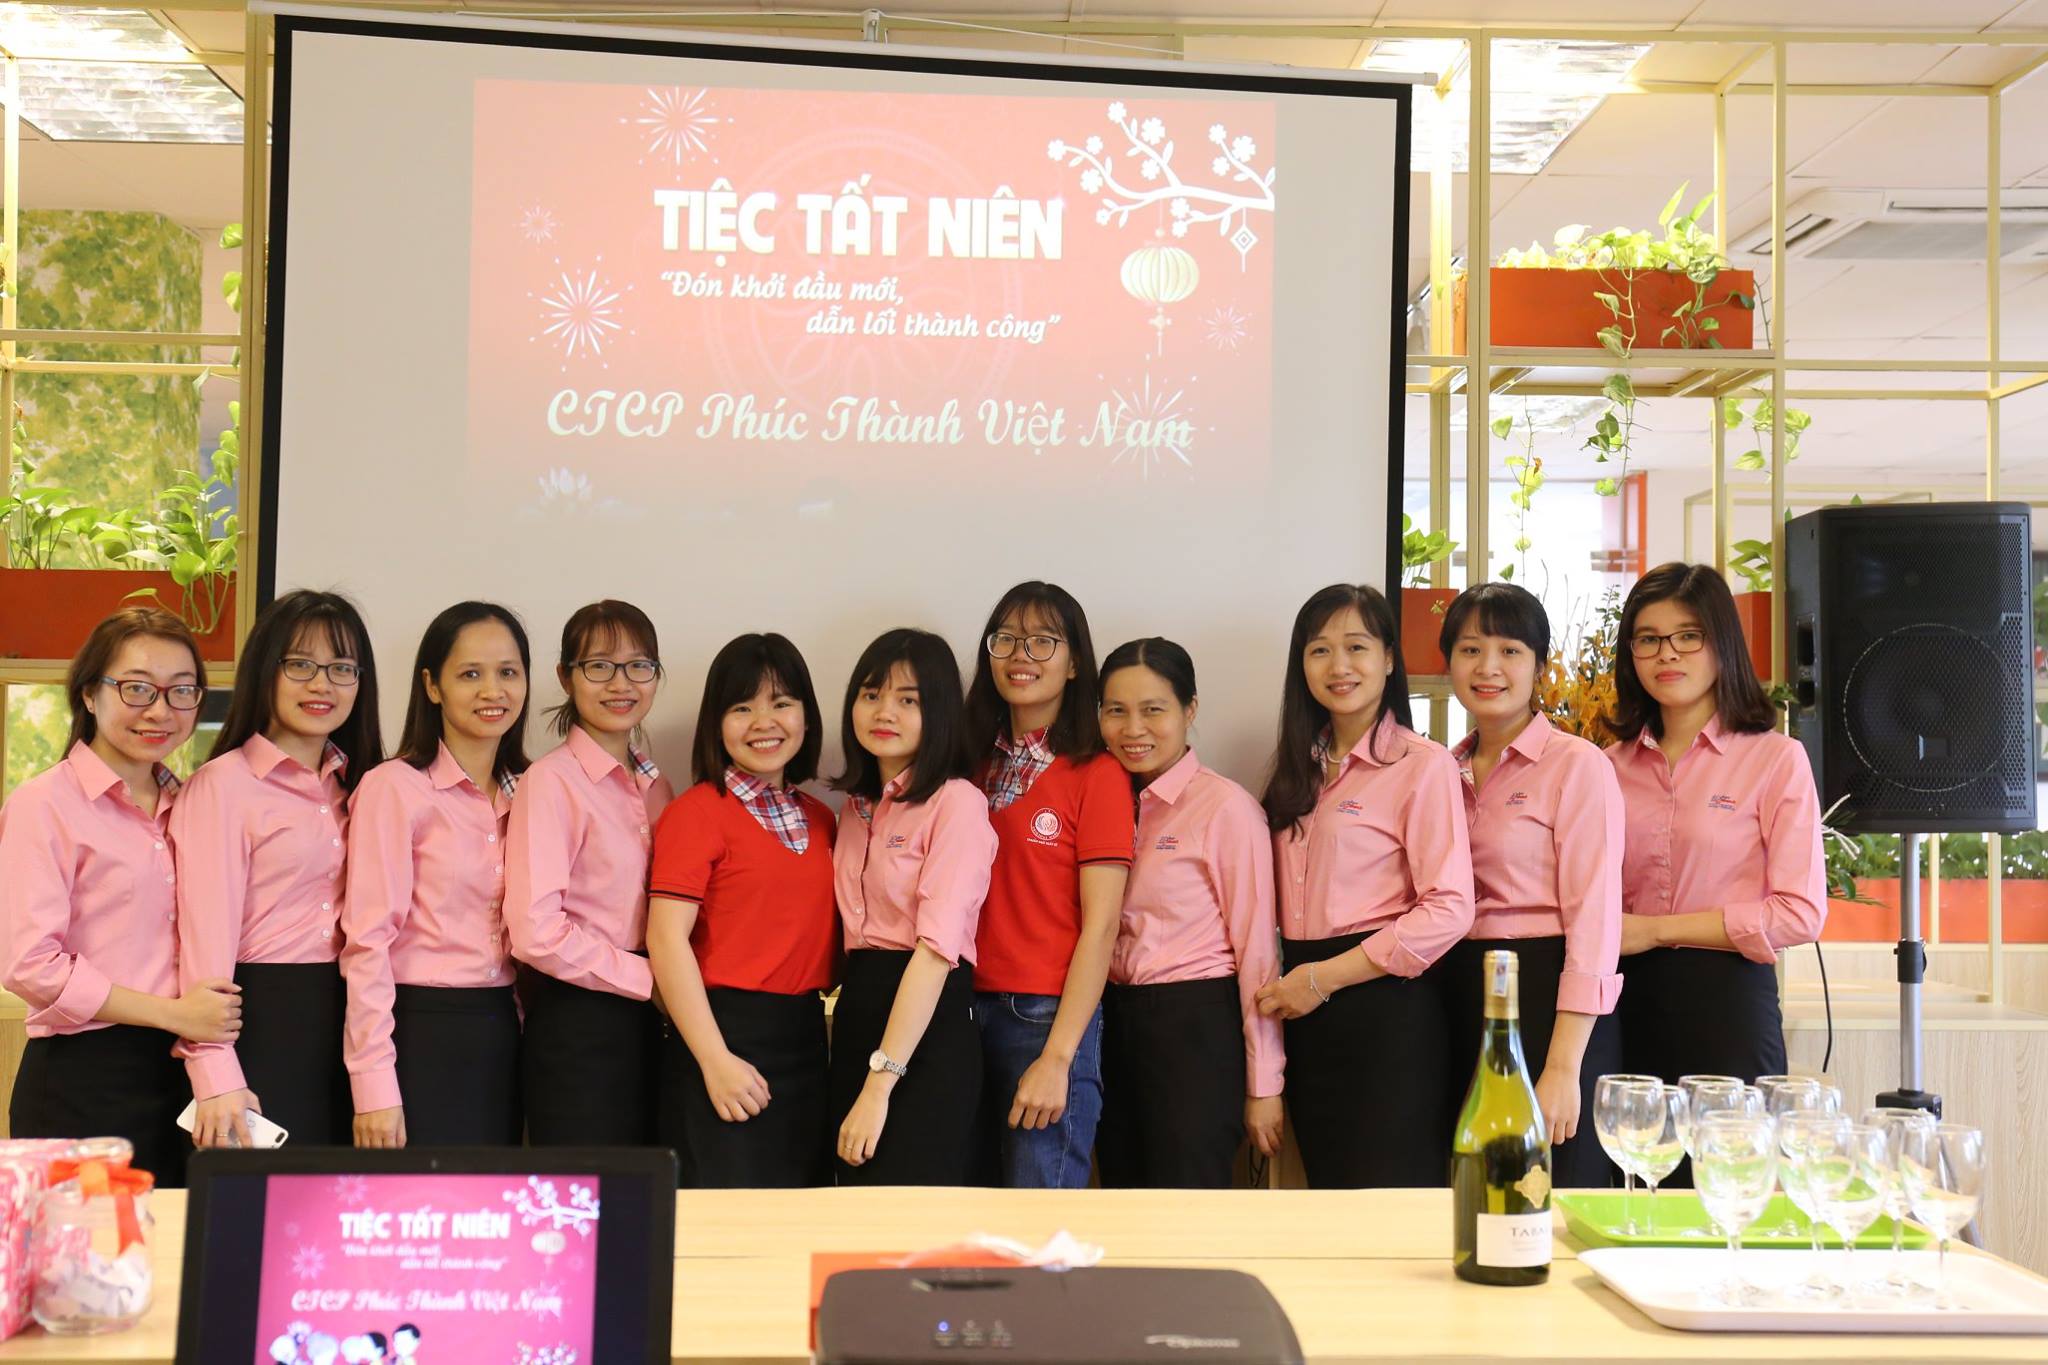 TIỆC TẤT NIÊN
"Đón khởi đầu mới,
dẫn lối thành công"
CTCP Phúc Thành Việt Nam
TIỆC TẤT NIÊN
"Đón khởi đầu mới,
dẫn lối thành công"
CTCP Phúc Thành Việt Nam
Optoma